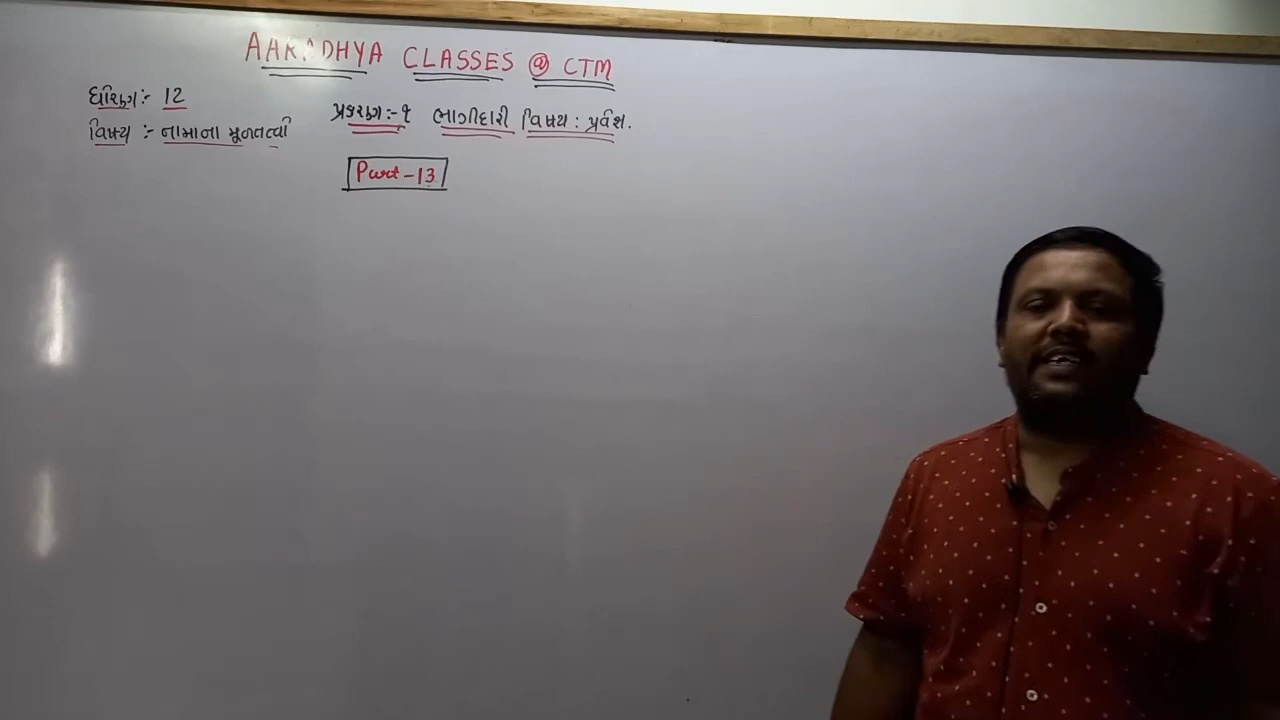 AARADHYA CLASSES @ CTM
ધોરણ :- 12
વિષય :- નામાના મૂળતત્વો
પ્રકરણ :- ૧ ભાગીદારી વિષય : પ્રવેશ.
Part - 13